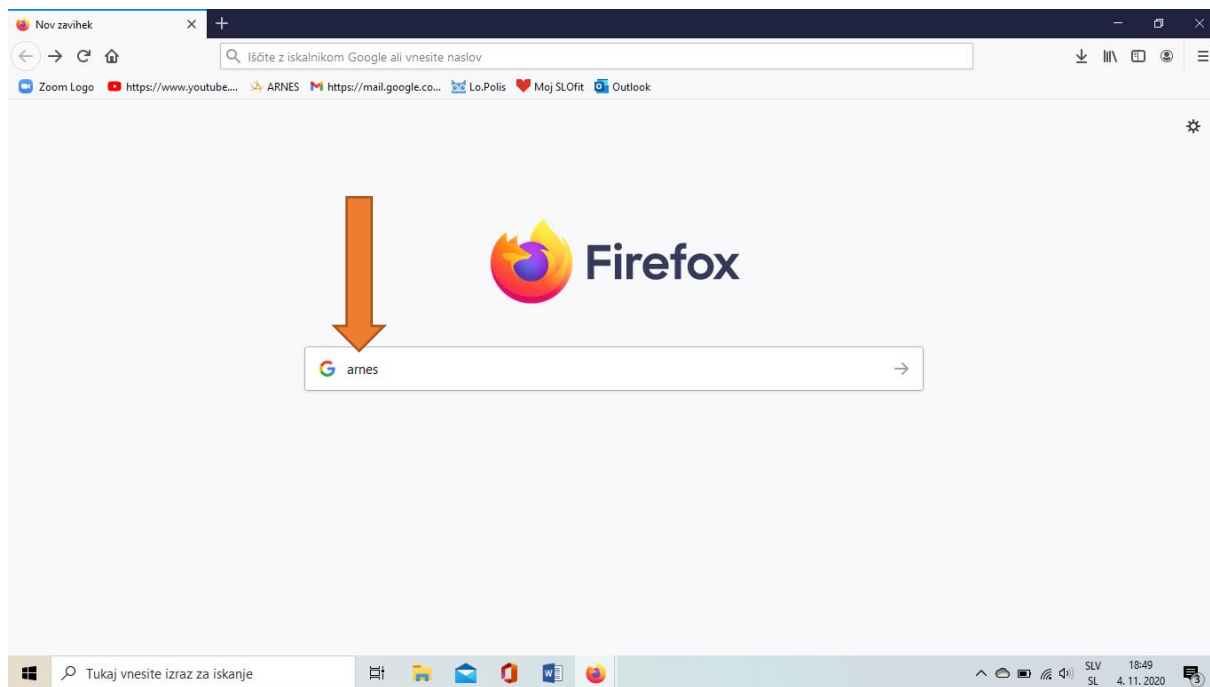 Nov zavihek
Iščite z iskalnikom Google ali vnesite naslov
Zoom Logo https://www.youtube.... ARNES https://mail.google.co... Lo.Polis Moj SLOfit Outlook
Firefox
arnes
Tukaj vnesite izraz za iskanje
SLV 18:49
SL 4. 11. 2020 3